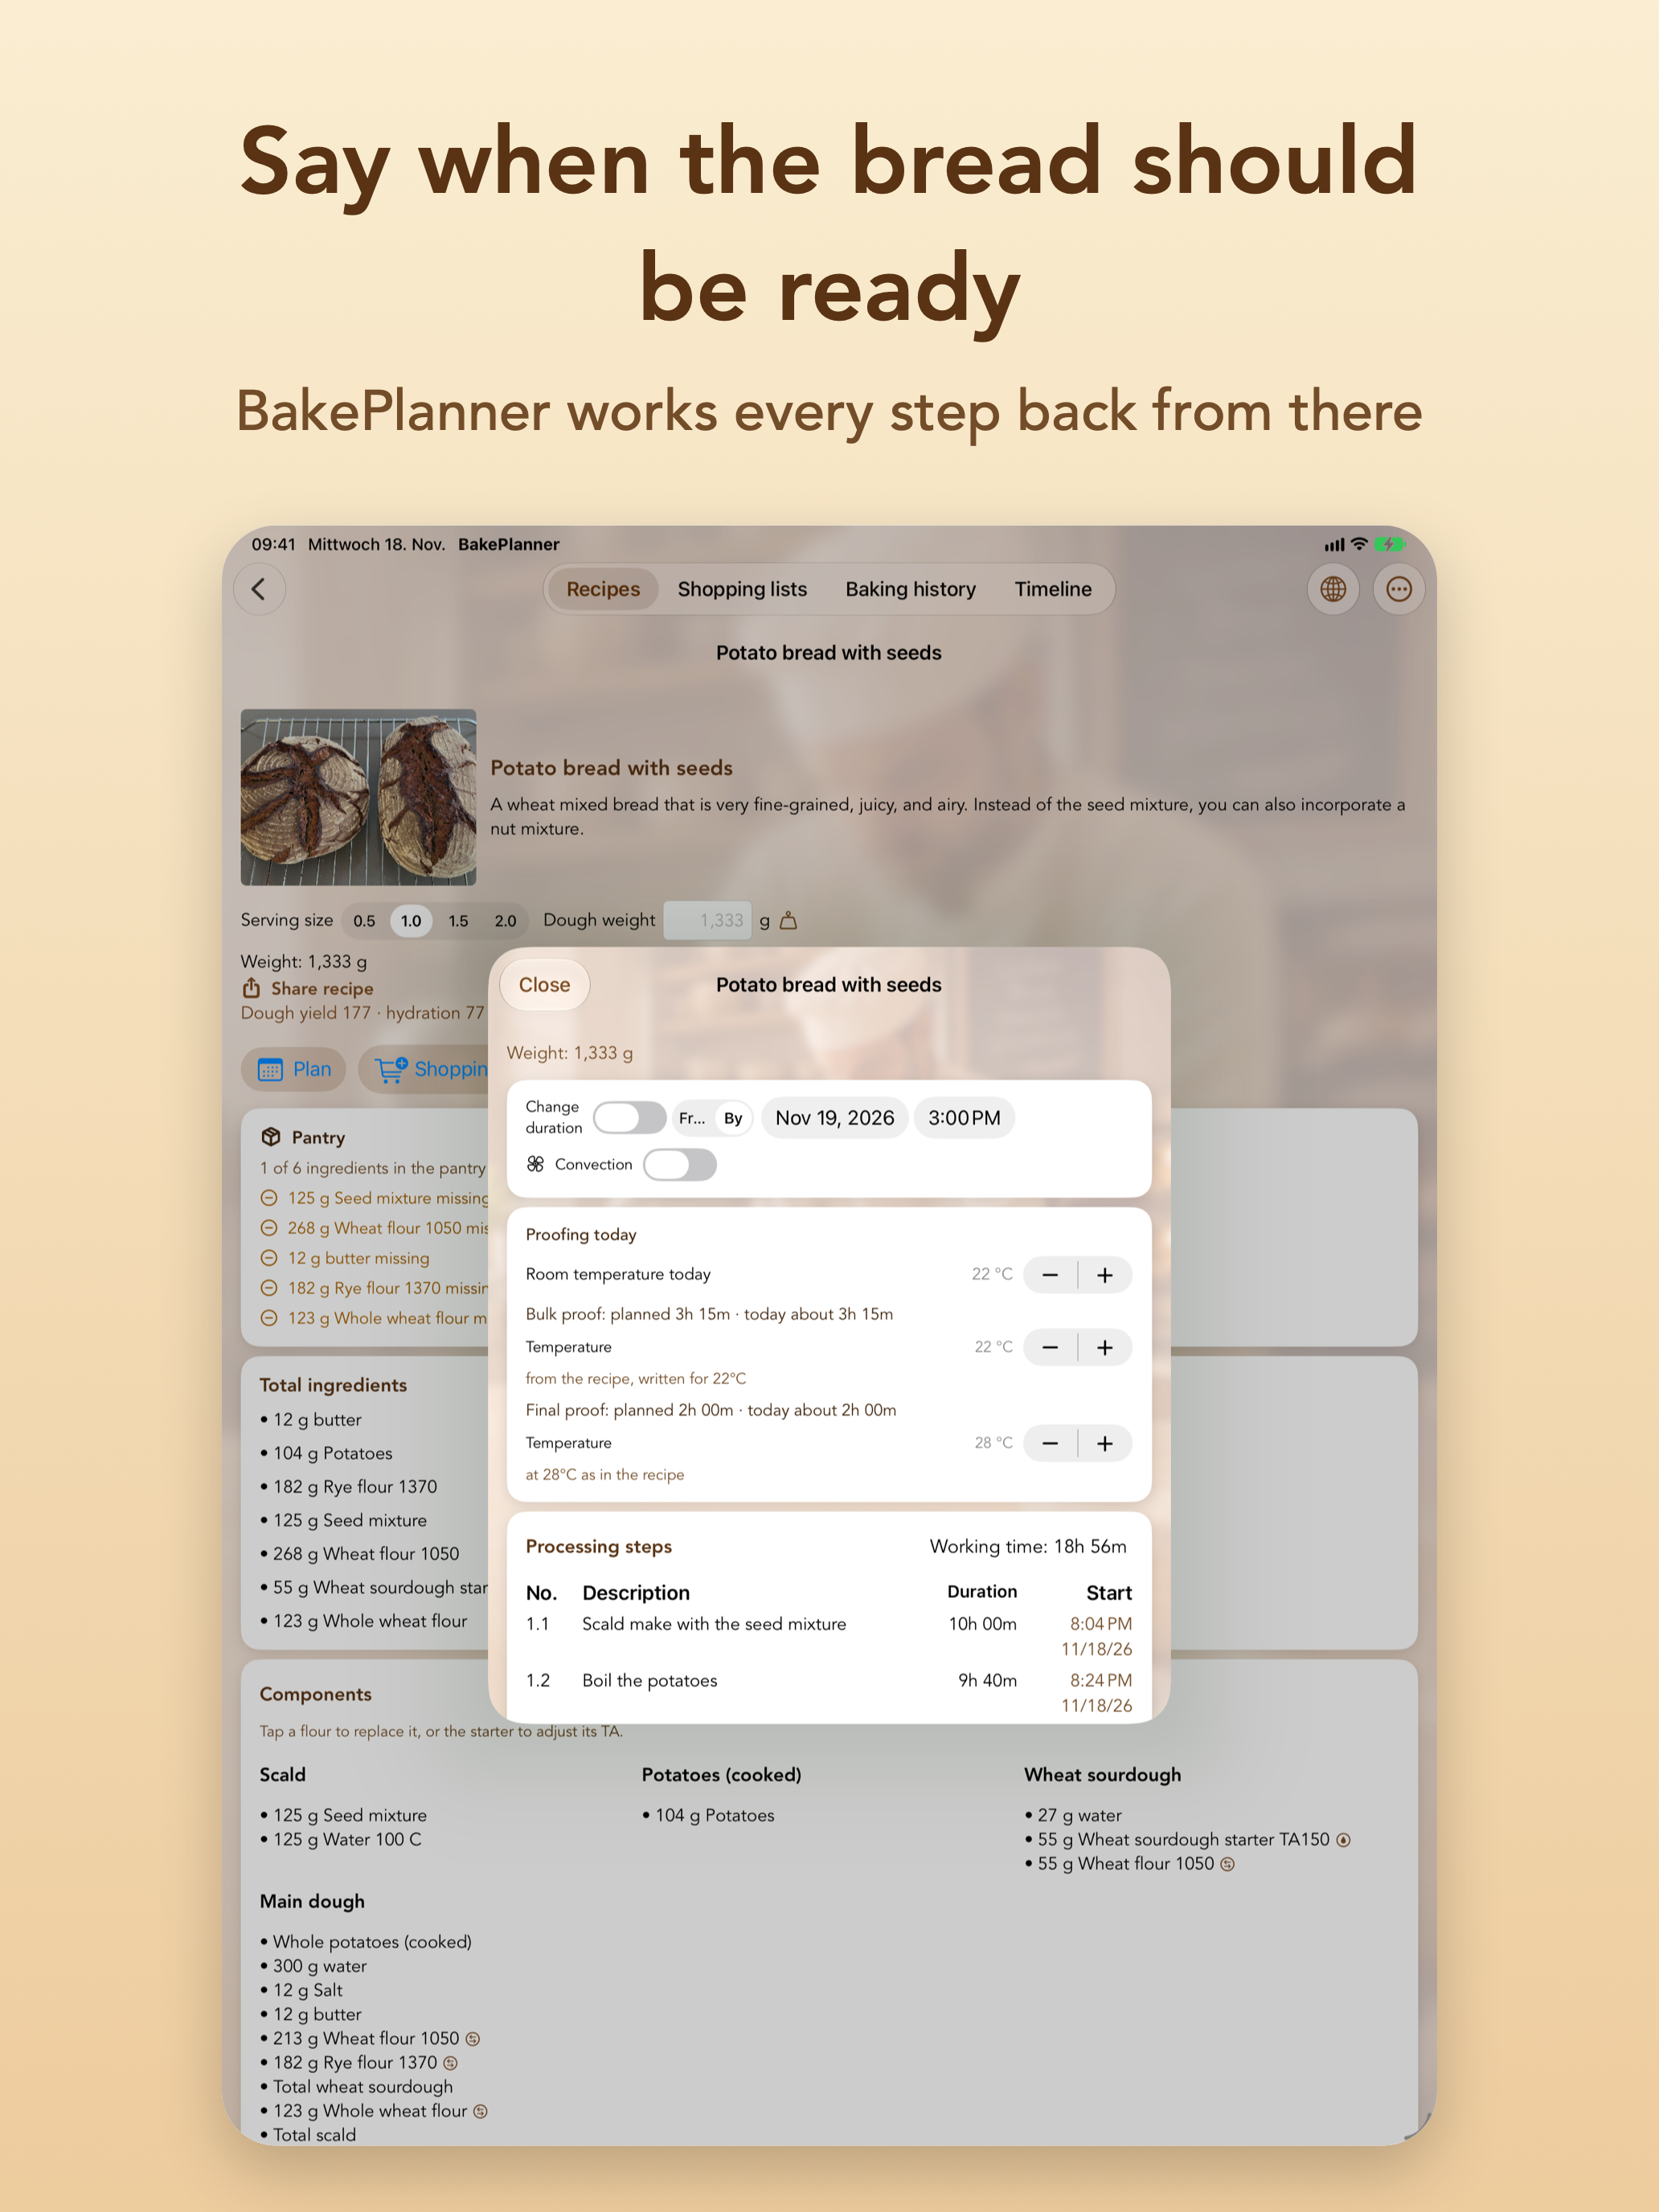 Say when the bread should
be ready
BakePlanner works every step back from there
09:41 Mittwoch 18. Nov. BakePlanner
Recipes Shopping lists Baking history Timeline
Potato bread with seeds
Potato bread with seeds
A wheat mixed bread that is very fine-grained, juicy, and airy. Instead of the seed mixture, you can also incorporate a
nut mixture.
Serving size 0.5 1.0 1.5 2.0 Dough weight 1,333 g
Weight: 1,333 g
Share recipe
Dough yield 177 · hydration 77
Plan Shoppin
Pantry
1 of 6 ingredients in the pantry
125 g Seed mixture missing
268 g Wheat flour 1050 mis
12 g butter missing
182 g Rye flour 1370 missin
123 g Whole wheat flour m
Total ingredients
• 12 g butter
• 104 g Potatoes
• 182 g Rye flour 1370
• 125 g Seed mixture
• 268 g Wheat flour 1050
• 55 g Wheat sourdough star
• 123 g Whole wheat flour
Close Potato bread with seeds
Weight: 1,333 g
Change
duration Fr... By Nov 19, 2026 3:00 PM
Convection
Proofing today
Room temperature today 22 °C − +
Bulk proof: planned 3h 15m · today about 3h 15m
Temperature 22 °C − +
from the recipe, written for 22°C
Final proof: planned 2h 00m · today about 2h 00m
Temperature 28 °C − +
at 28°C as in the recipe
Processing steps Working time: 18h 56m
No. Description Duration Start
1.1 Scald make with the seed mixture 10h 00m 8:04 PM
11/18/26
1.2 Boil the potatoes 9h 40m 8:24 PM
11/18/26
Components
Tap a flour to replace it, or the starter to adjust its TA.
Scald
• 125 g Seed mixture
• 125 g Water 100 C
Potatoes (cooked)
• 104 g Potatoes
Wheat sourdough
• 27 g water
• 55 g Wheat sourdough starter TA150
• 55 g Wheat flour 1050
Main dough
• Whole potatoes (cooked)
• 300 g water
• 12 g Salt
• 12 g butter
• 213 g Wheat flour 1050
• 182 g Rye flour 1370
• Total wheat sourdough
• 123 g Whole wheat flour
• Total scald